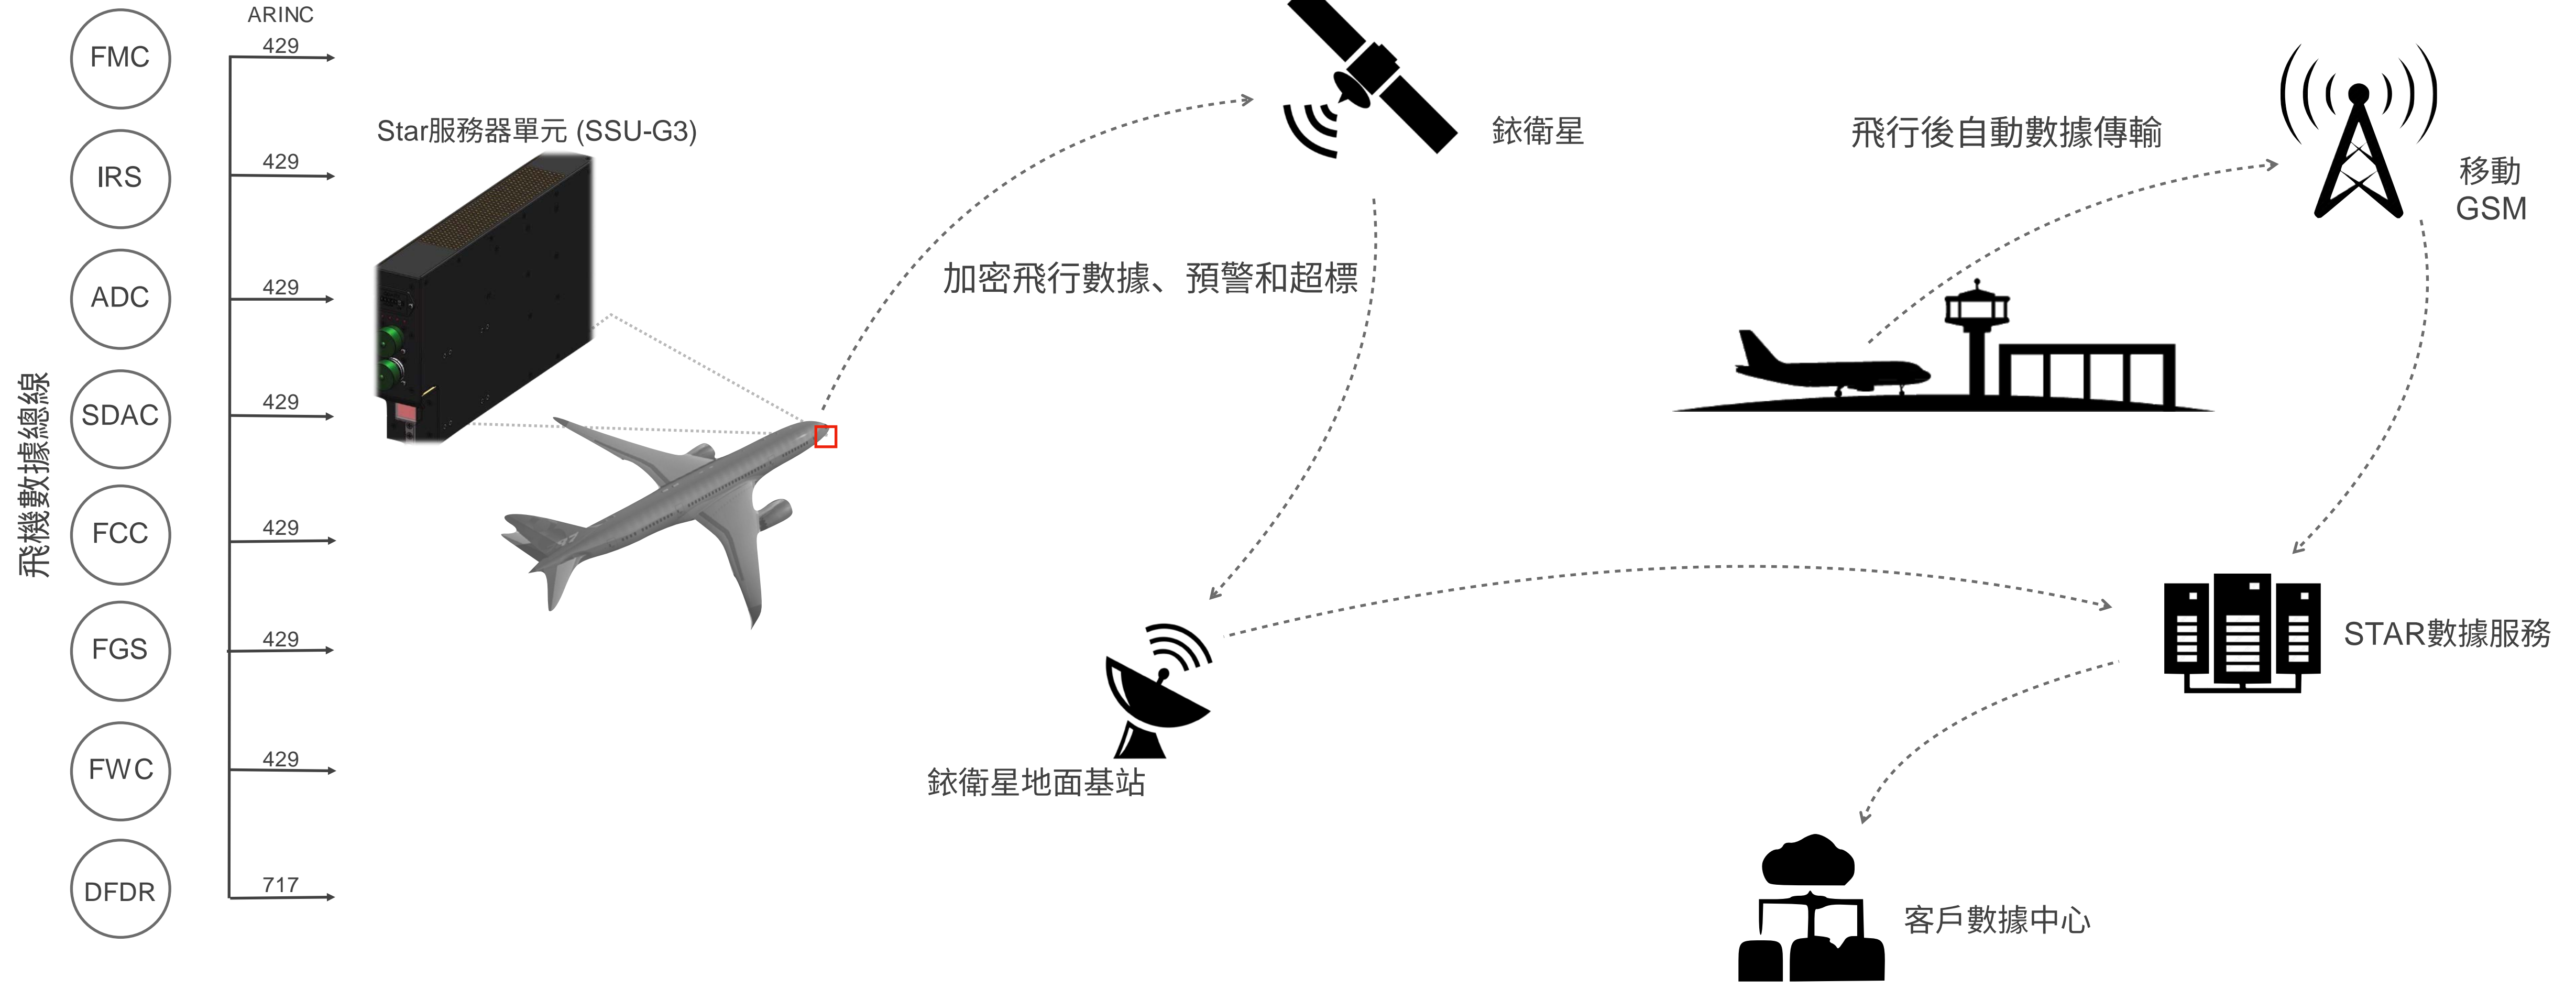 飛機數據總線
ARINC
FMC
429
IRS
429
ADC
429
SDAC
429
FCC
429
FGS
429
FWC
429
DFDR
717
Star服務器單元 (SSU-G3)
加密飛行數據、預警和超標
銥衛星
銥衛星地面基站
飛行後自動數據傳輸
移動
GSM
STAR數據服務
客戶數據中心